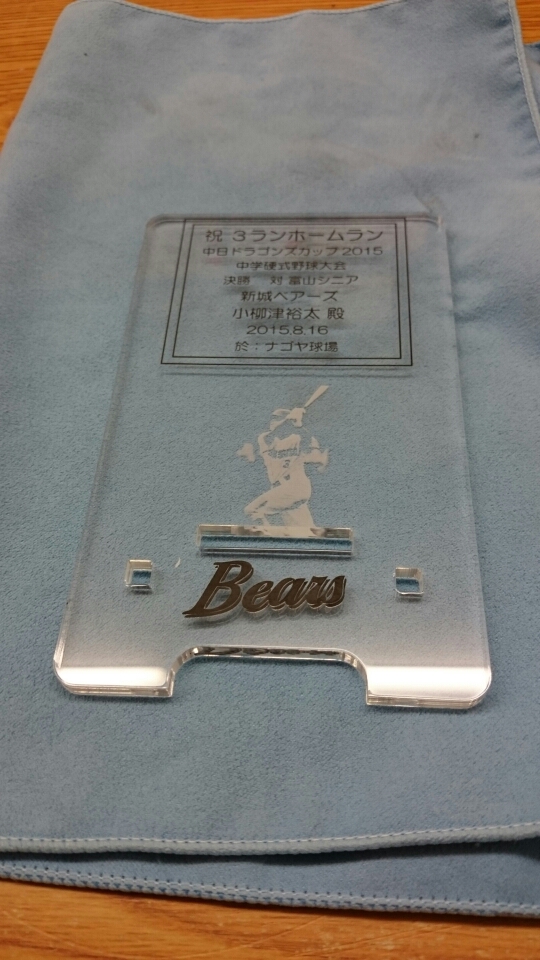 祝 3ランホームラン
中日ドラゴンズカップ2015
中学硬式野球大会
決勝 対 富山シニア
新城ベアーズ
小柳津裕太 殿
2015.8.16
於：ナゴヤ球場
Bears